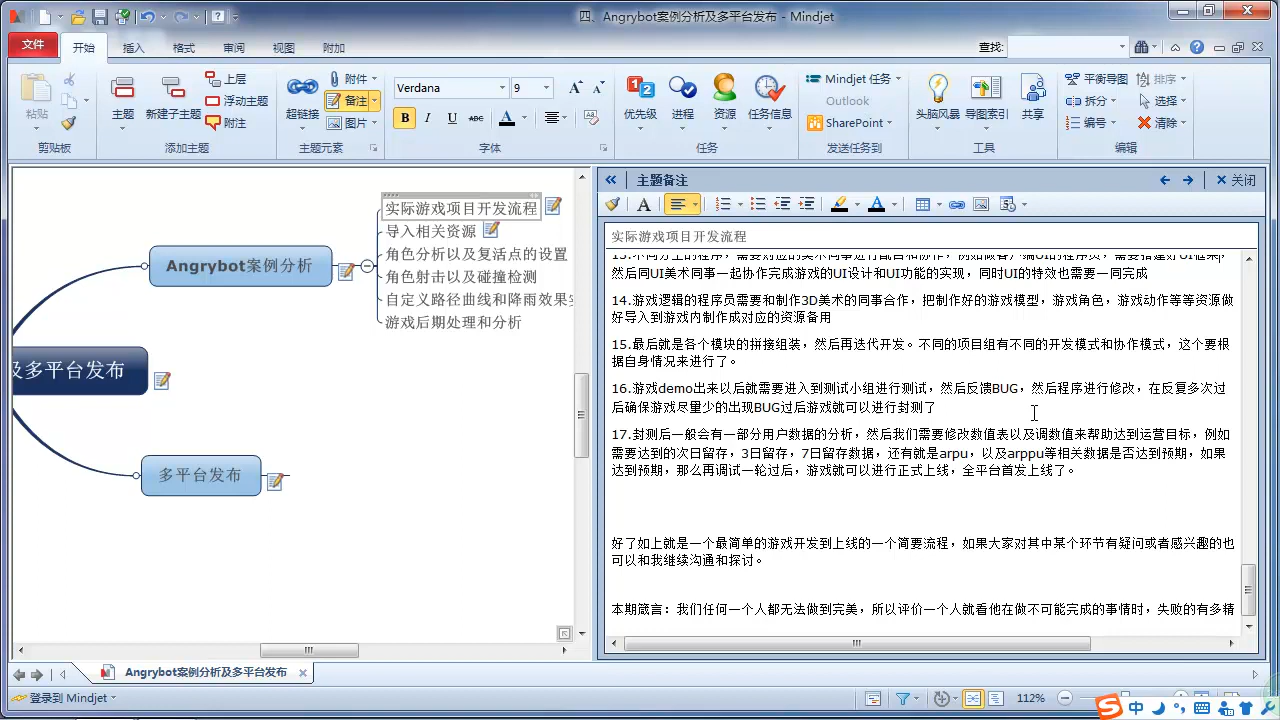 四、Angrybot案例分析及多平台发布 - Mindjet
文件
开始
插入
格式
审阅
视图
附加
查找:
粘贴
剪贴板
主题
新建子主题
上层
浮动主题
附注
添加主题
超链接
附件
备注
图片
主题元素
Verdana
9
B
I
U
ABC
A
字体
优先级
进程
资源
任务信息
任务
Mindjet 任务
Outlook
SharePoint
发送任务到
头脑风暴
导图索引
共享
工具
平衡导图
拆分
编号
排序
选择
清除
编辑
实际游戏项目开发流程
导入相关资源
角色分析以及复活点的设置
角色射击以及碰撞检测
自定义路径曲线和降雨效果
游戏后期处理和分析
Angrybot案例分析
及多平台发布
多平台发布
主题备注
关闭
实际游戏项目开发流程
然后同UI美术同事一起协作完成游戏的UI设计和UI功能的实现，同时UI的特效也需要一同完成
14.游戏逻辑的程序员需要和制作3D美术的同事合作，把制作好的游戏模型，游戏角色，游戏动作等等资源做
好导入到游戏内制作成对应的资源备用
15.最后就是各个模块的拼接组装，然后再迭代开发。不同的项目组有不同的开发模式和协作模式，这个要根
据自身情况来进行了。
16.游戏demo出来以后就需要进入到测试小组进行测试，然后反馈BUG，然后程序进行修改，在反复多次过
后确保游戏尽量少的出现BUG过后游戏就可以进行封测了
17.封测后一般会有一部分用户数据的分析，然后我们需要修改数值表以及调数值来帮助达到运营目标，例如
需要达到的次日留存，3日留存，7日留存数据，还有就是arpu，以及arppu等相关数据是否达到预期，如果
达到预期，那么再调试一轮过后，游戏就可以进行正式上线，全平台首发上线了。
好了如上就是一个最简单的游戏开发到上线的一个简要流程，如果大家对其中某个环节有疑问或者感兴趣的也
可以和我继续沟通和探讨。
本期箴言：我们任何一个人都无法做到完美，所以评价一个人就看他在做不可能完成的事情时，失败的有多精
Angrybot案例分析及多平台发布
登录到 Mindjet
112%
中